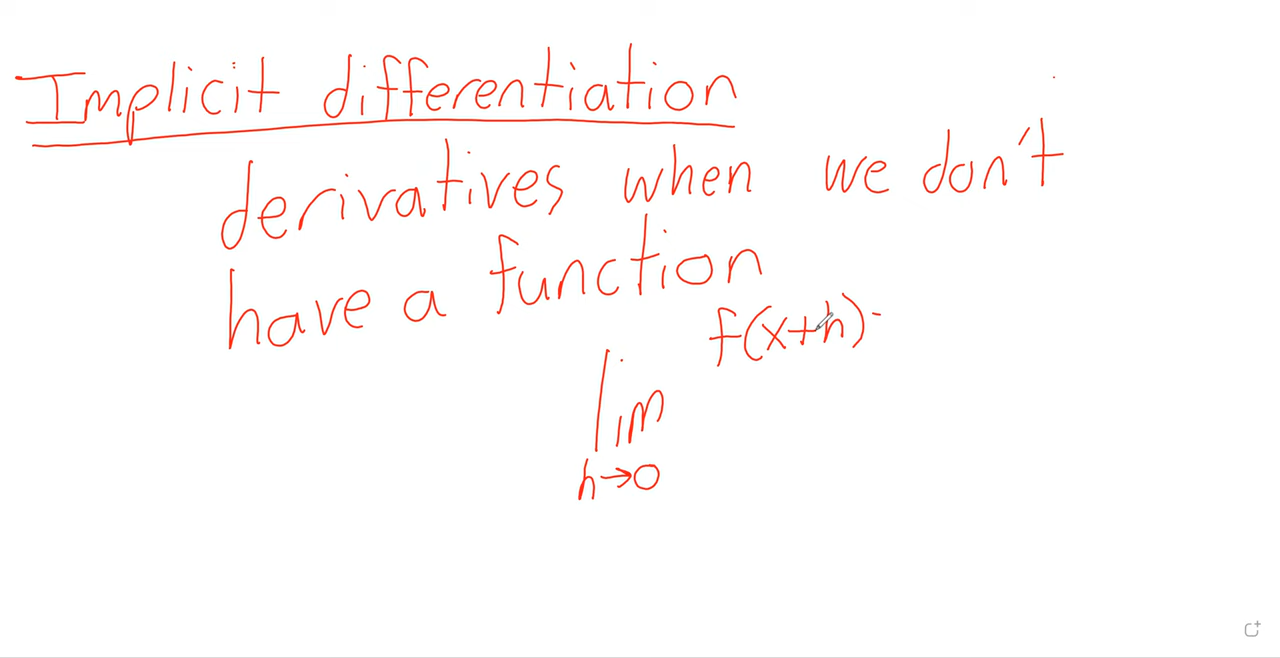 Implicit differentiation
derivatives when we don't
have a function
f(x+h)-
lim
h→0